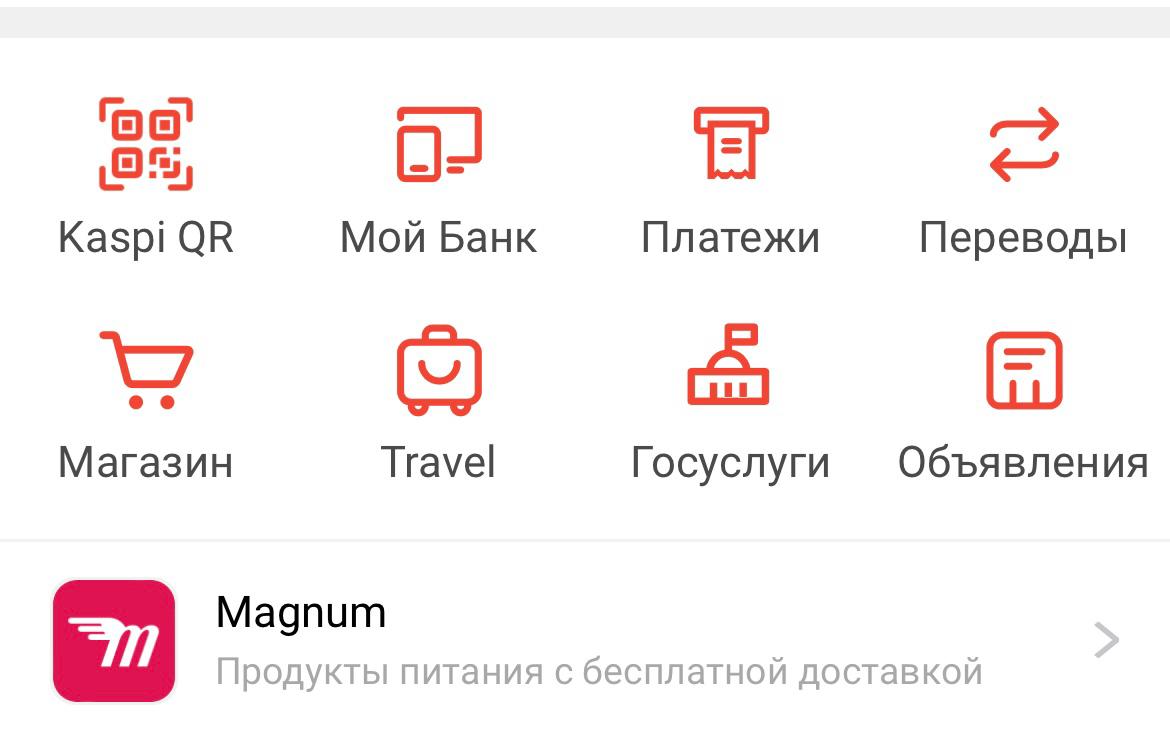 Kaspi QR
Мой Банк
Платежи
Переводы
Магазин
Travel
Госуслуги
Объявления
m
Magnum
Продукты питания с бесплатной доставкой